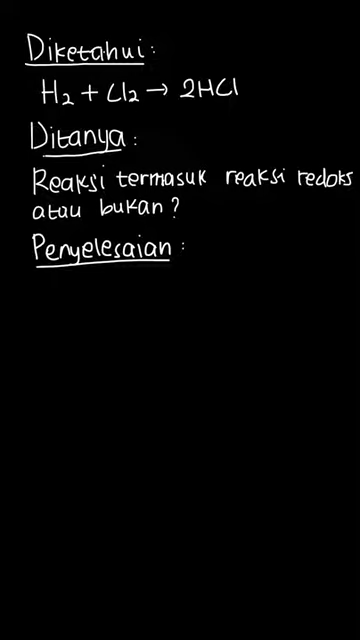 Diketahui:
H₂ + Cl₂ → 2HCl
Ditanya:
Reaksi termasuk reaksi redoks
atau bukan?
Penyelesaian: